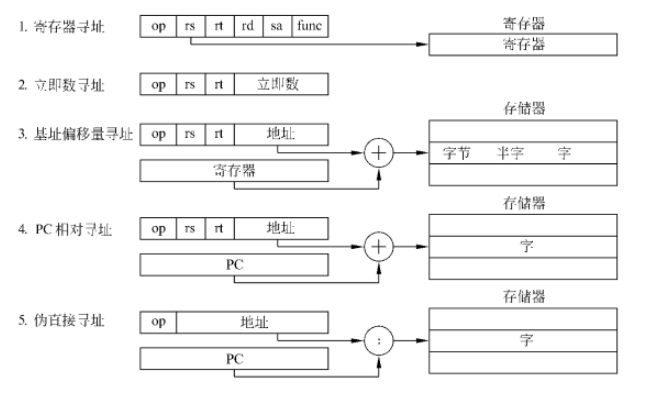 1. 寄存器寻址 op rs rt rd sa func 寄存器
寄存器
2. 立即数寻址 op rs rt 立即数
存储器
3. 基址偏移量寻址 op rs rt 地址 +
字节 半字 字
寄存器
存储器
4. PC 相对寻址 op rs rt 地址 +
字
PC
存储器
5. 伪直接寻址 op 地址 :
字
PC